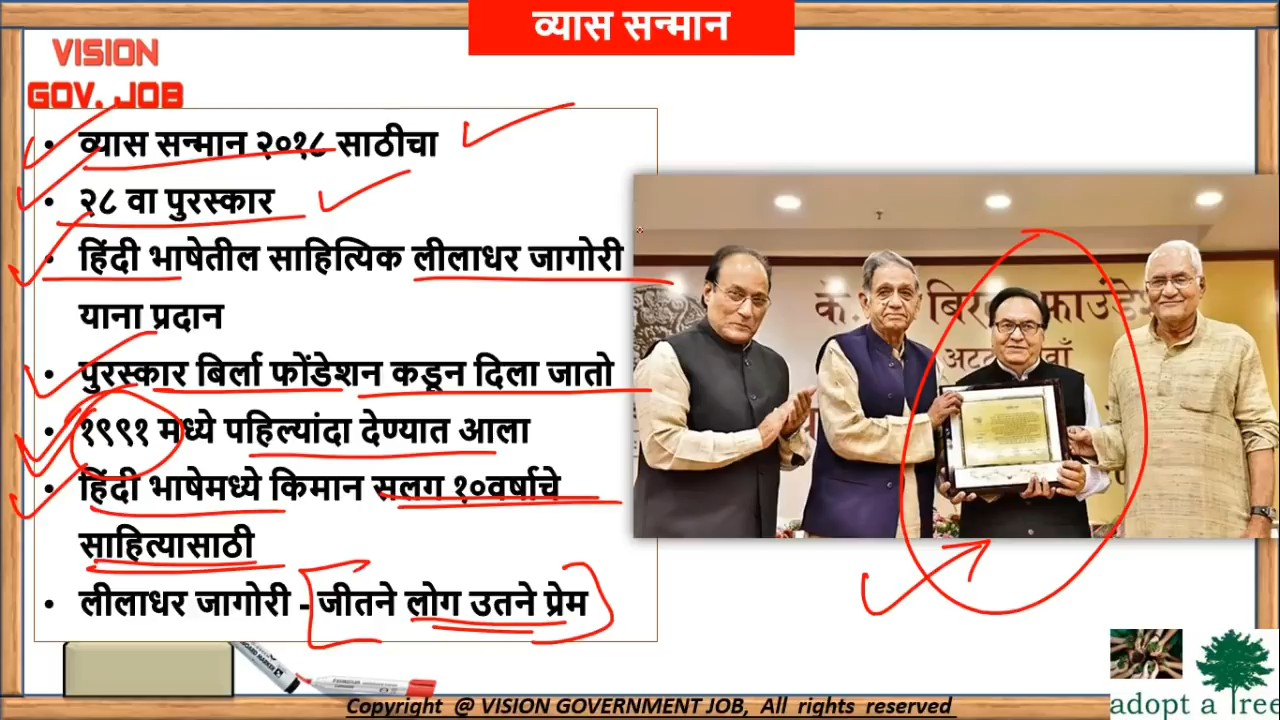 व्यास सन्मान
VISION
GOV. JOB
• व्यास सन्मान २०१८ साठीचा
• २८ वा पुरस्कार
• हिंदी भाषेतील साहित्यिक लीलाधर जागोरी
याना प्रदान
• पुरस्कार बिर्ला फोंडेशन कडून दिला जातो
• १९९१ मध्ये पहिल्यांदा देण्यात आला
• हिंदी भाषेमध्ये किमान सलग १०वर्षाचे
साहित्यासाठी
• लीलाधर जागोरी - जीतने लोग उतने प्रेम
के. बिरला फाउंडेश
Copyright @ VISION GOVERNMENT JOB, All rights reserved
adopt a Tree